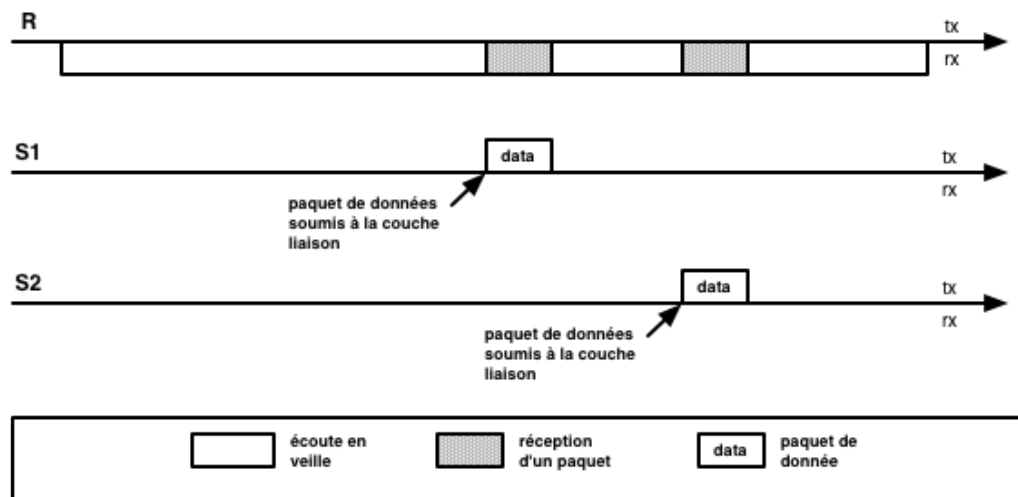 R
tx
rx
S1
data
tx
rx
paquet de données
soumis à la couche
liaison
S2
data
tx
rx
paquet de données
soumis à la couche
liaison
écoute en
veille
réception
d'un paquet
data
paquet de
donnée